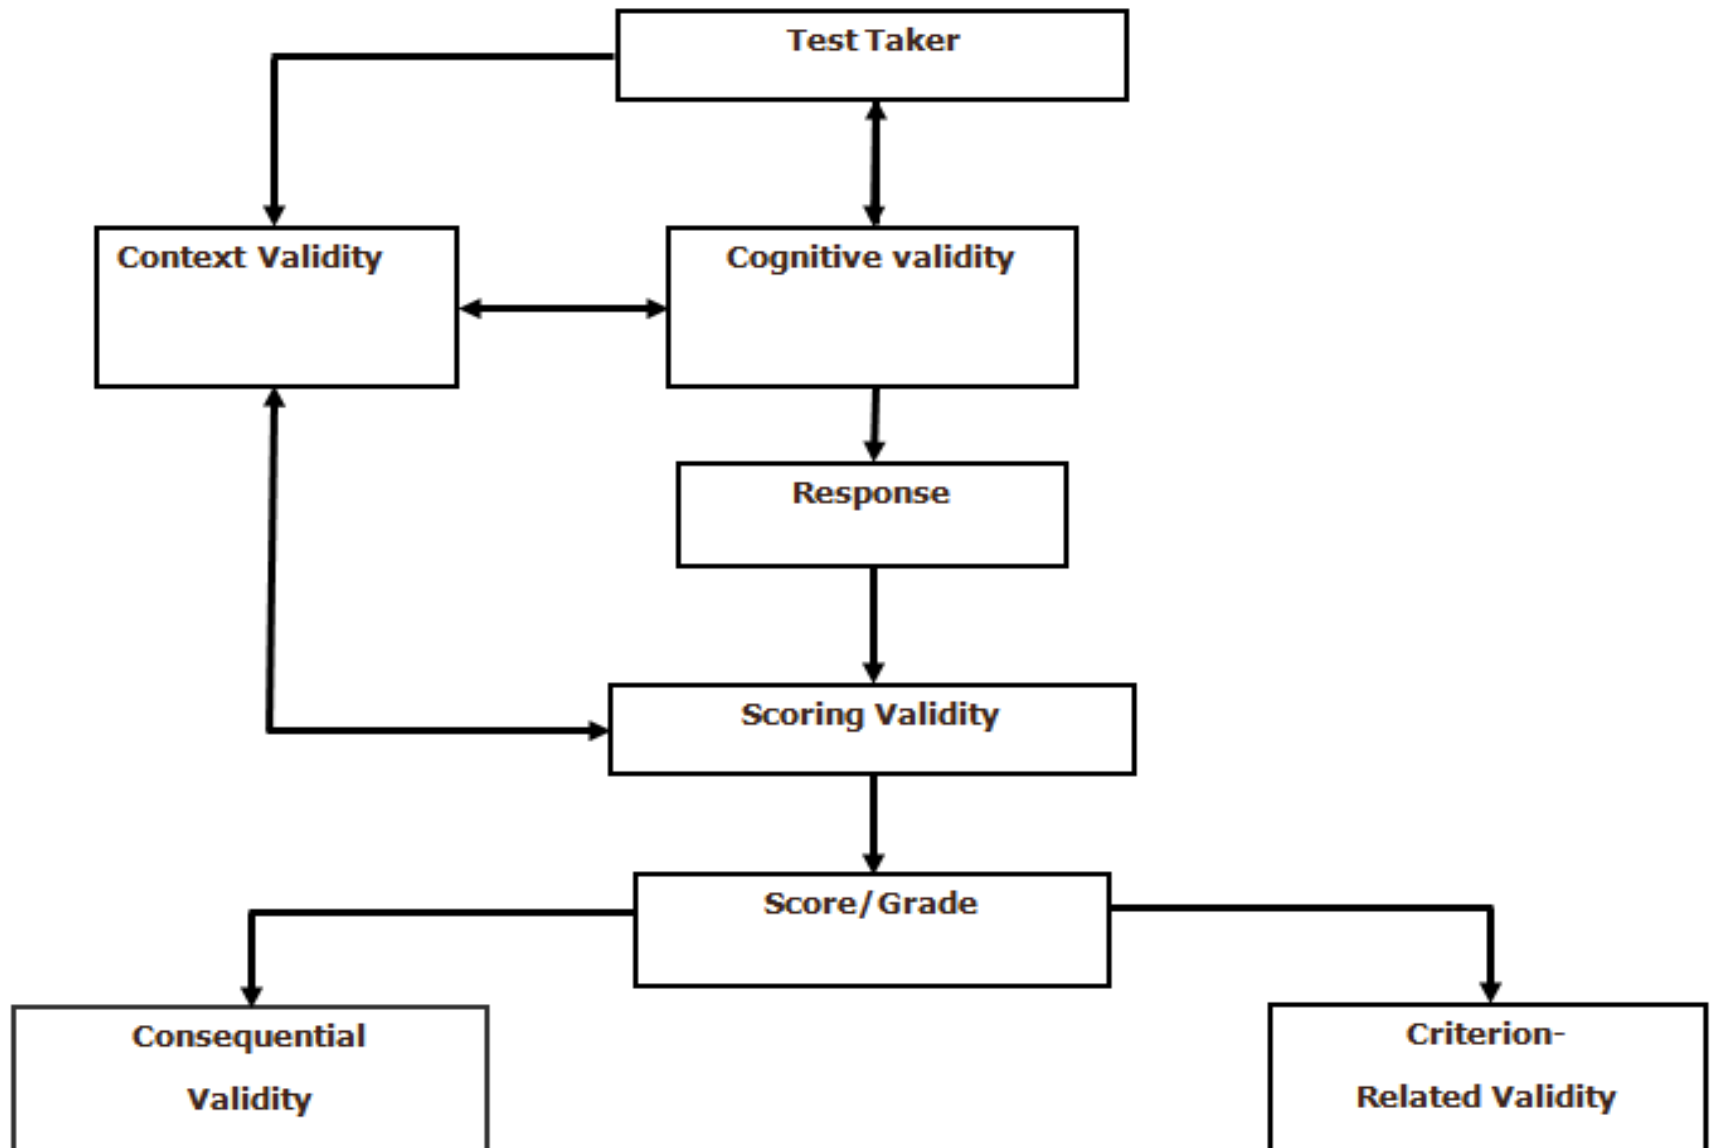 Test Taker
Context Validity
Cognitive validity
Response
Scoring Validity
Score/Grade
Consequential
Validity
Criterion-
Related Validity